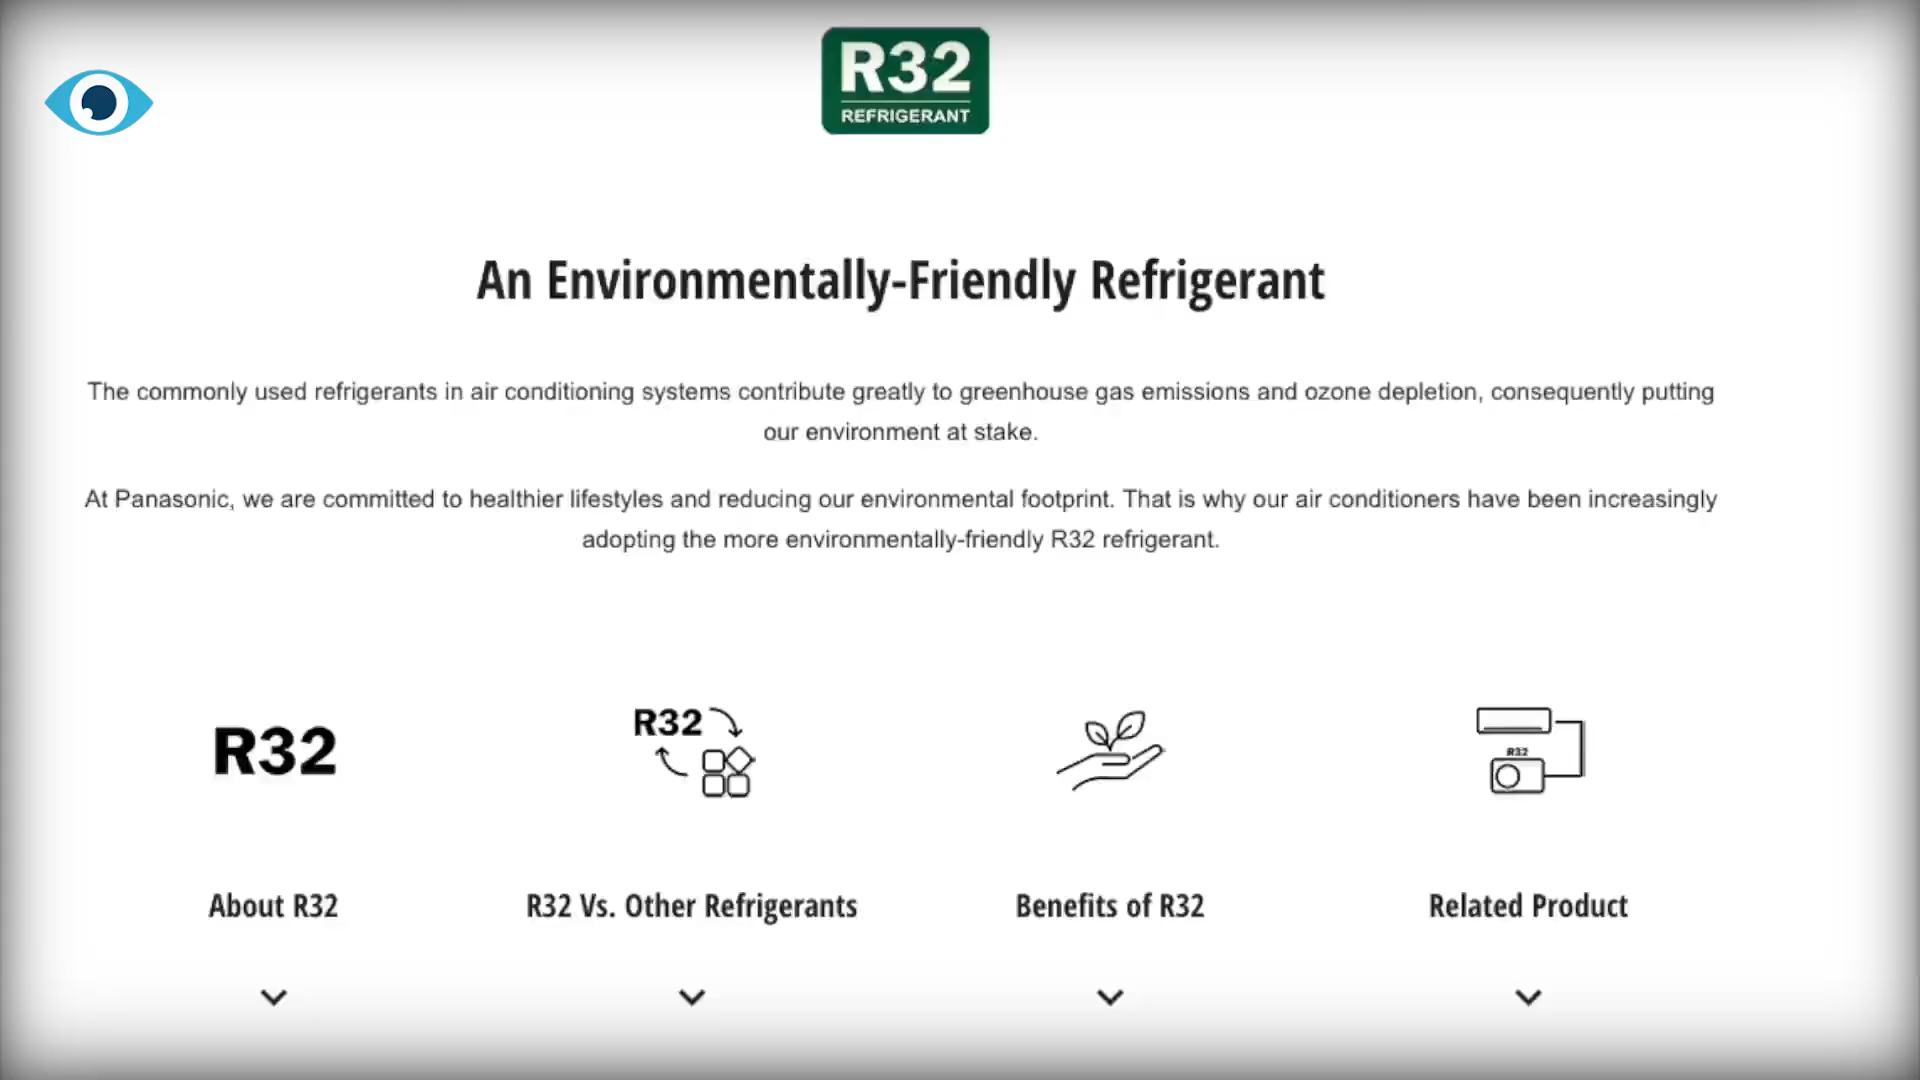 R32
REFRIGERANT
An Environmentally-Friendly Refrigerant
The commonly used refrigerants in air conditioning systems contribute greatly to greenhouse gas emissions and ozone depletion, consequently putting
our environment at stake.
At Panasonic, we are committed to healthier lifestyles and reducing our environmental footprint. That is why our air conditioners have been increasingly
adopting the more environmentally-friendly R32 refrigerant.
R32
R32
R32
About R32
R32 Vs. Other Refrigerants
Benefits of R32
Related Product